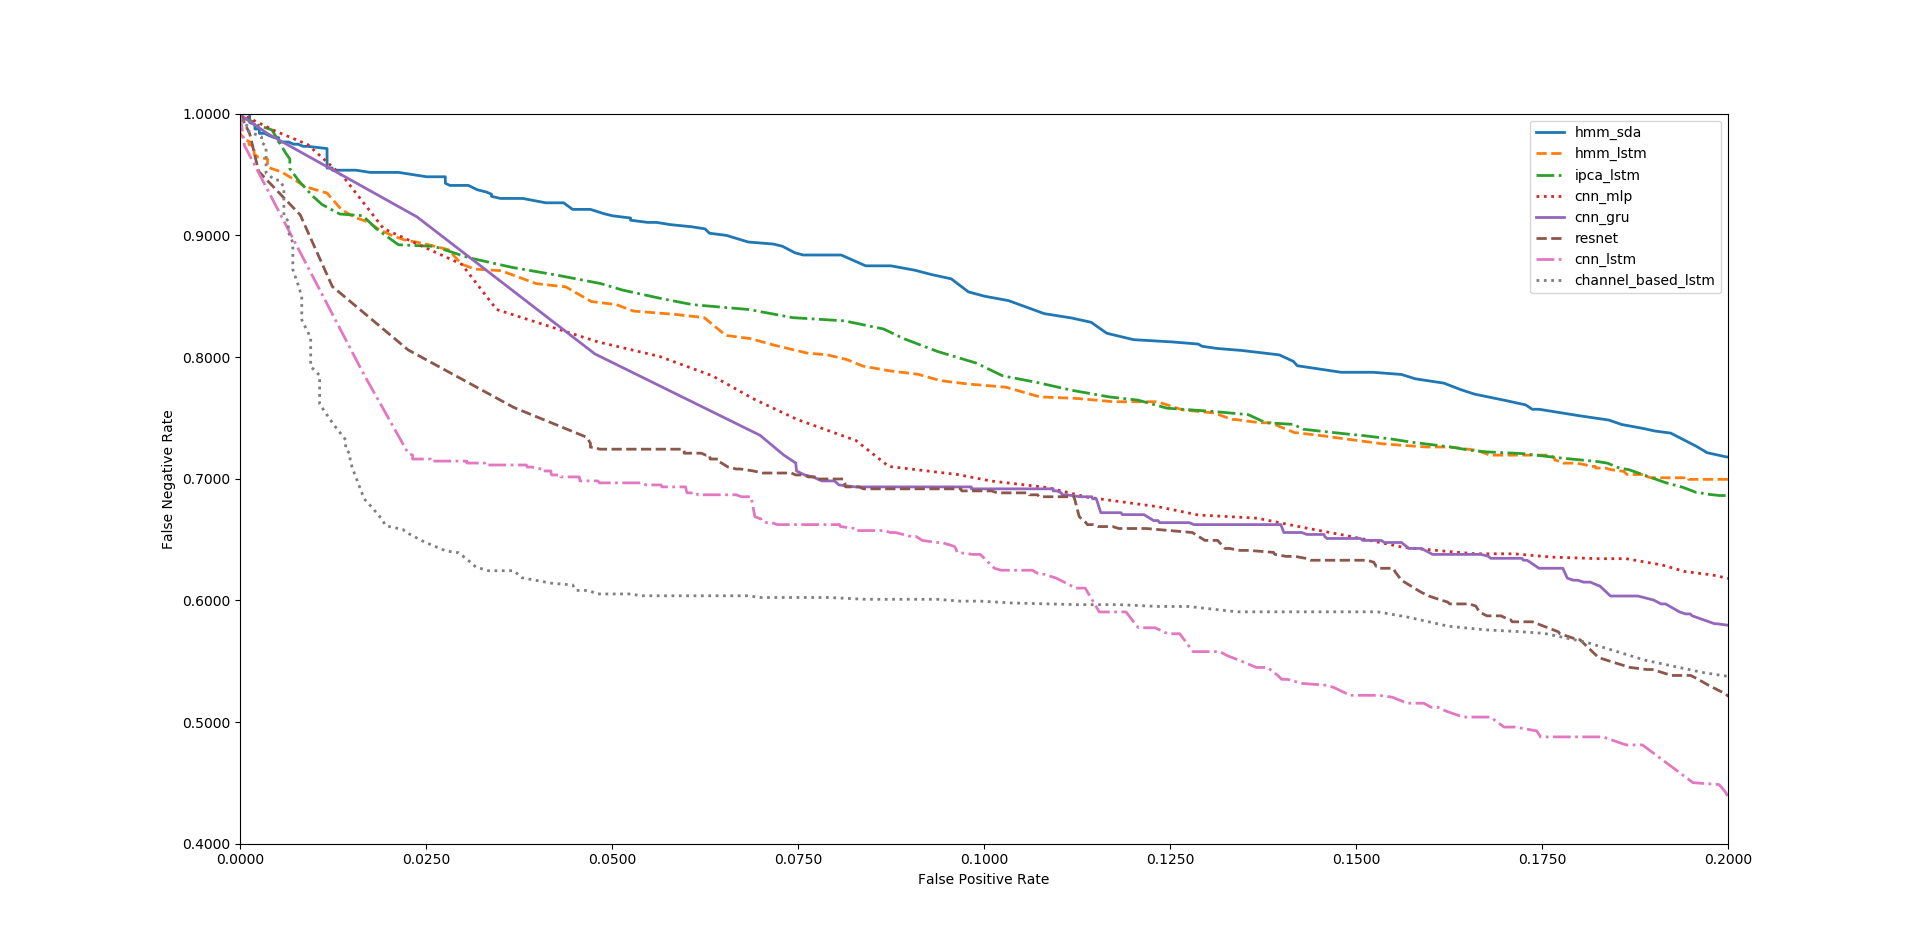 1.0000
0.9000
0.8000
0.7000
0.6000
0.5000
0.4000
False Negative Rate
hmm_sda
hmm_lstm
ipca_lstm
cnn_mlp
cnn_gru
resnet
cnn_lstm
channel_based_lstm
0.0000 0.0250 0.0500 0.0750 0.1000 0.1250 0.1500 0.1750 0.2000
False Positive Rate